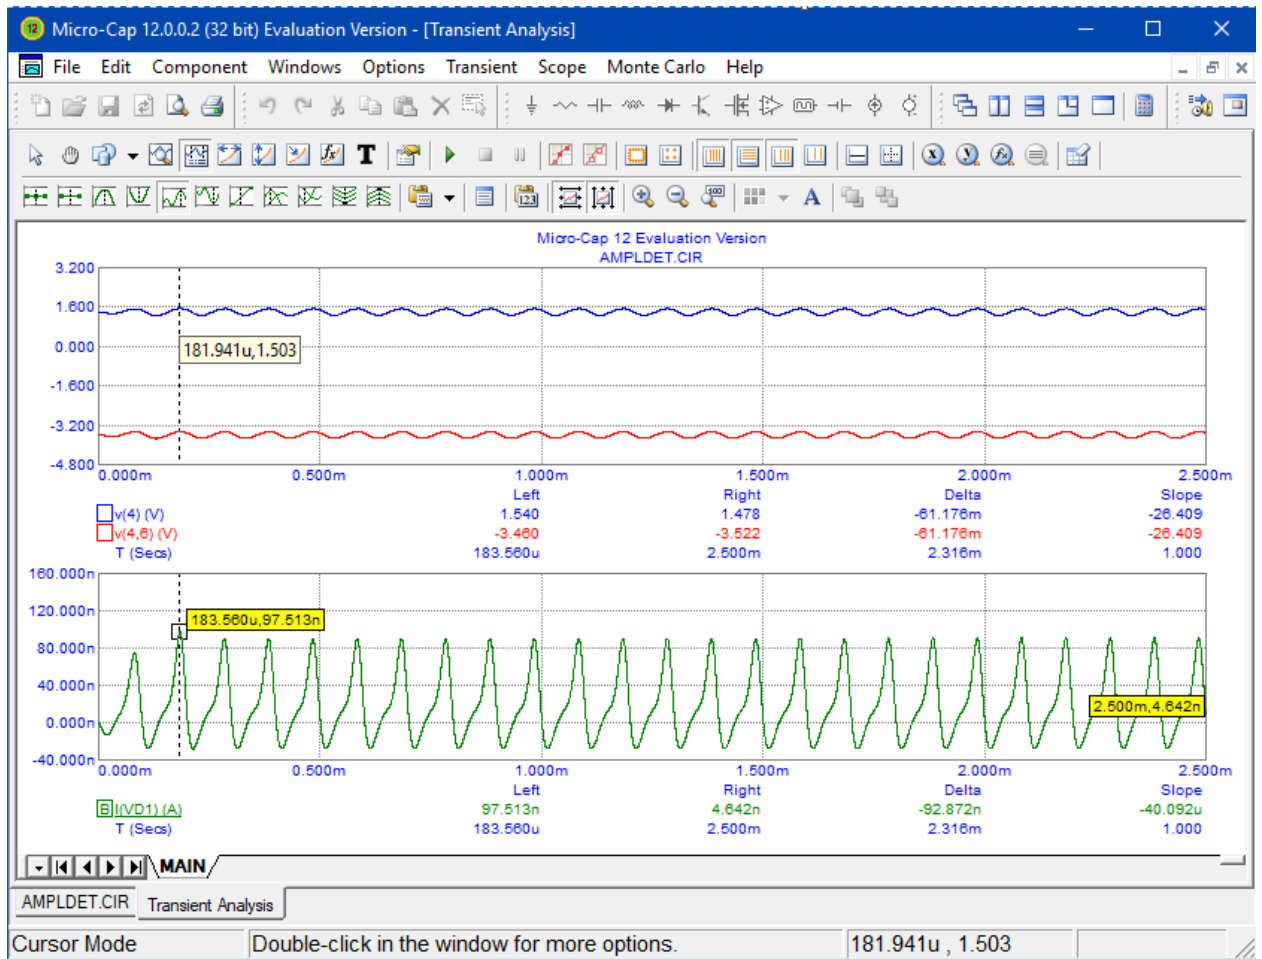 Micro-Cap 12.0.0.2 (32 bit) Evaluation Version - [Transient Analysis]
File Edit Component Windows Options Transient Scope Monte Carlo Help
Micro-Cap 12 Evaluation Version
AMPLDET.CIR
3.200
1.600
0.000
-1.600
-3.200
-4.800
181.941u,1.503
0.000m 0.500m 1.000m 1.500m 2.000m 2.500m
Left Right Delta Slope
v(4) (V) 1.540 1.478 -61.176m -26.409
v(4,6) (V) -3.460 -3.522 -61.176m -26.409
T (Secs) 183.560u 2.500m 2.316m 1.000
160.000n
120.000n
80.000n
40.000n
0.000n
-40.000n
183.560u,97.513n
2.500m,4.642n
0.000m 0.500m 1.000m 1.500m 2.000m 2.500m
Left Right Delta Slope
B I(VD1) (A) 97.513n 4.642n -92.872n -40.092u
T (Secs) 183.560u 2.500m 2.316m 1.000
MAIN
AMPLDET.CIR Transient Analysis
Cursor Mode Double-click in the window for more options. 181.941u , 1.503